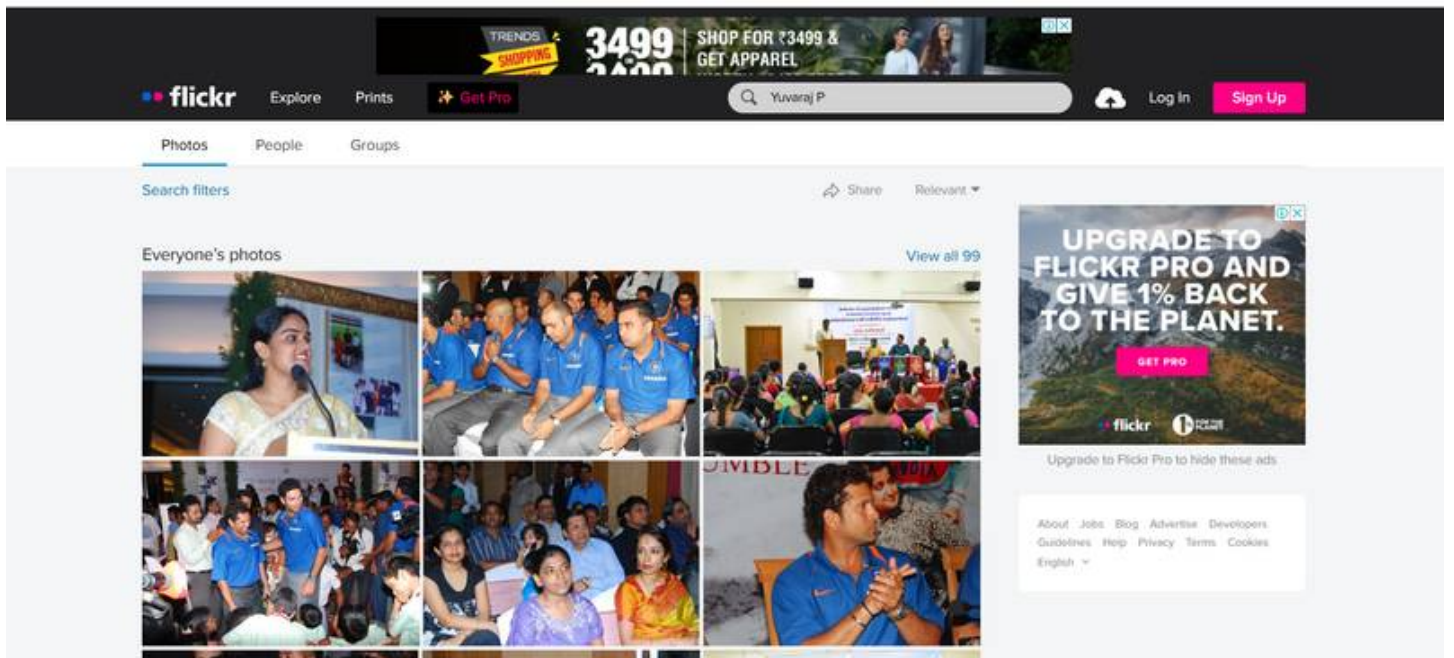 TRENDS
SHOPPING
3499
SHOP FOR ₹3499 &
GET APPAREL
flickr
Explore
Prints
Get Pro
Yuvaraj P
Log In
Sign Up
Photos
People
Groups
Search filters
Share
Relevant
Everyone's photos
View all 99
UMBLE
UPGRADE TO
FLICKR PRO AND
GIVE 1% BACK
TO THE PLANET.
GET PRO
flickr
Upgrade to Flickr Pro to hide these ads
About Jobs Blog Advertise Developers
Guidelines Help Privacy Terms Cookies
English